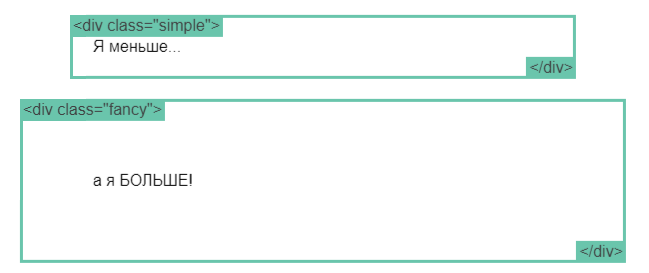 <div class="simple">
Я меньше...
</div>
<div class="fancy">
а я БОЛЬШЕ!
</div>